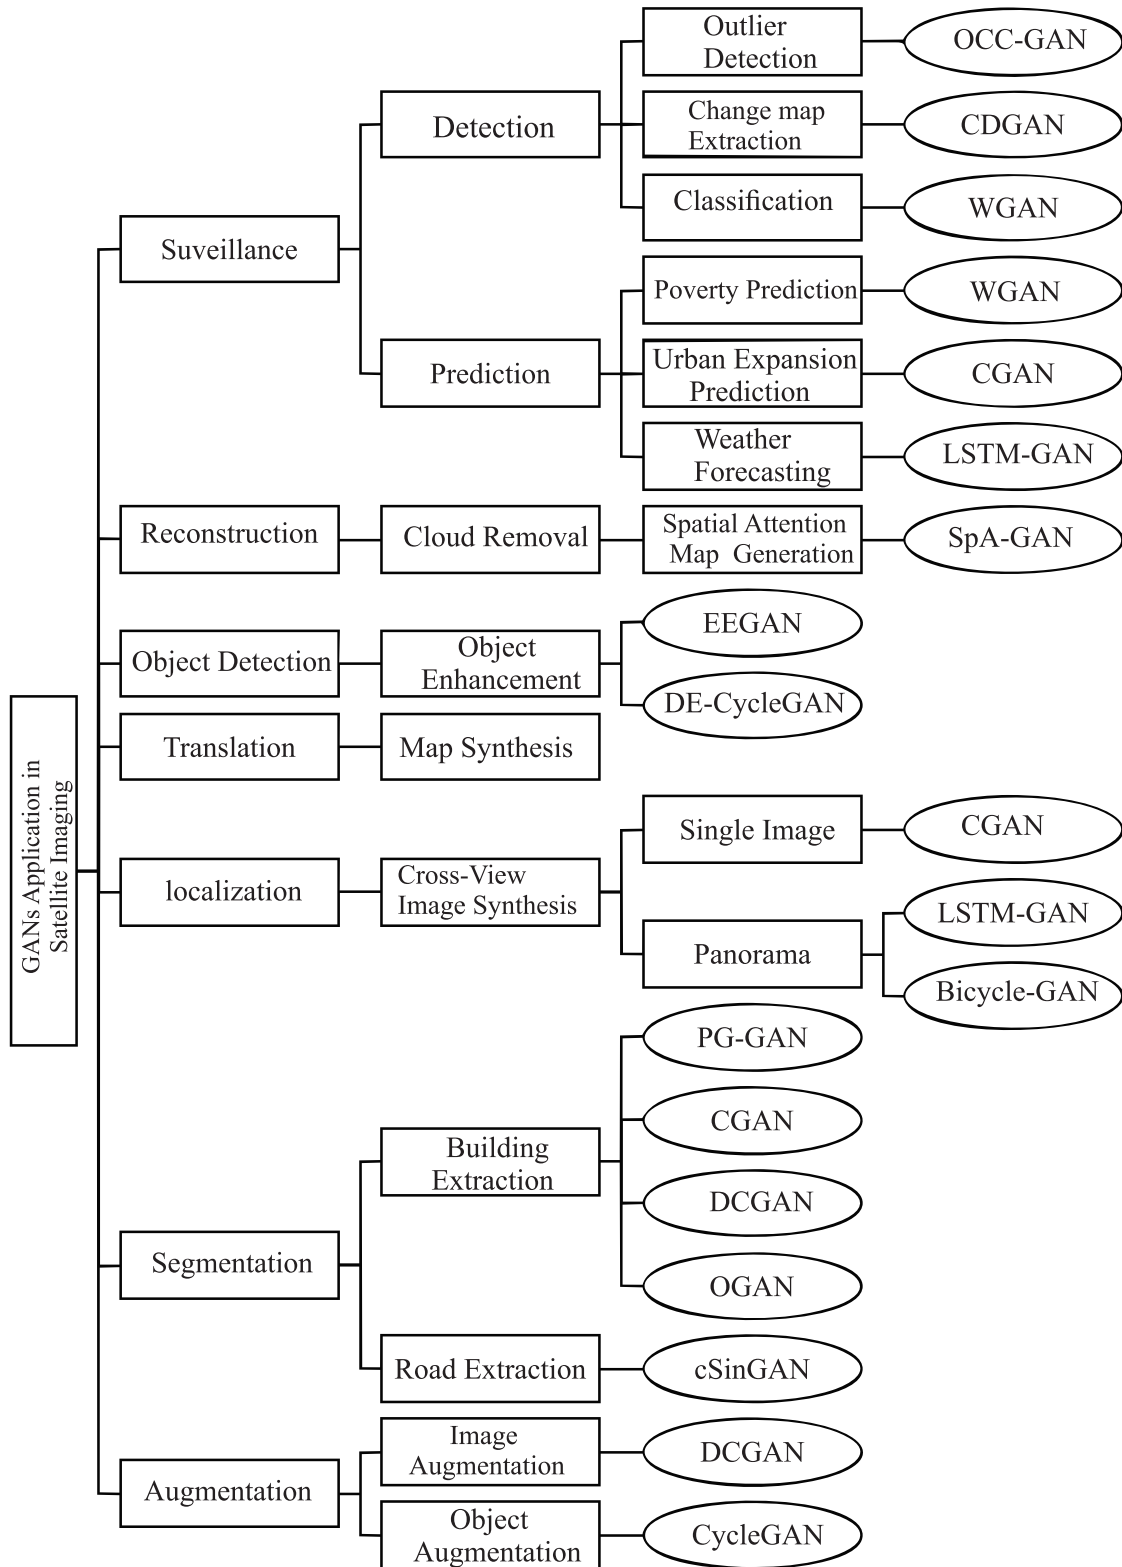 GANs Application in
Satellite Imaging
Suveillance
Detection
Outlier
Detection
OCC-GAN
Change map
Extraction
CDGAN
Classification
WGAN
Prediction
Poverty Prediction
WGAN
Urban Expansion
Prediction
CGAN
Weather
Forecasting
LSTM-GAN
Reconstruction
Cloud Removal
Spatial Attention
Map Generation
SpA-GAN
Object Detection
Object
Enhancement
EEGAN
DE-CycleGAN
Translation
Map Synthesis
localization
Cross-View
Image Synthesis
Single Image
CGAN
Panorama
LSTM-GAN
Bicycle-GAN
Segmentation
Building
Extraction
PG-GAN
CGAN
DCGAN
OGAN
Road Extraction
cSinGAN
Augmentation
Image
Augmentation
DCGAN
Object
Augmentation
CycleGAN